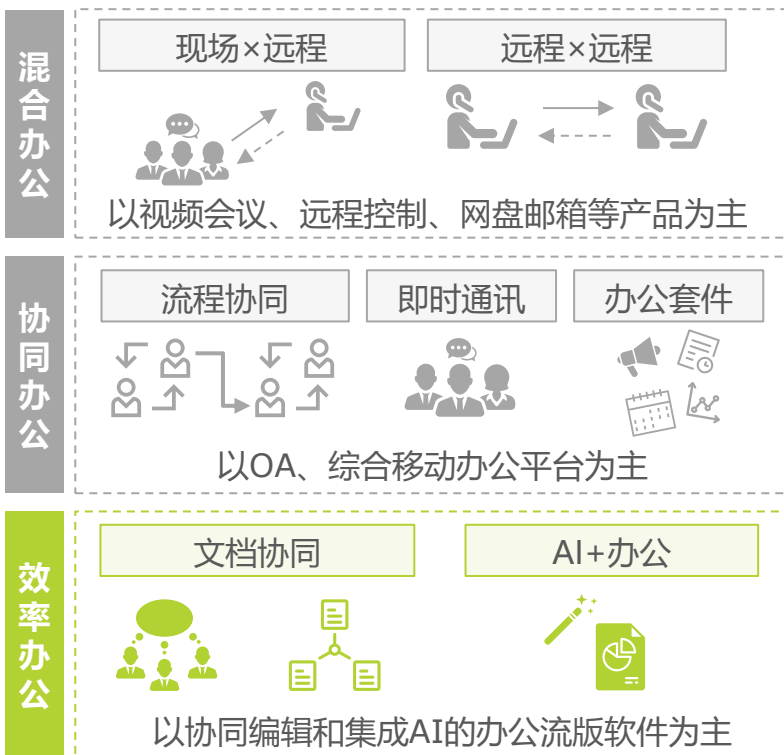 混合办公
现场×远程
远程×远程
以视频会议、远程控制、网盘邮箱等产品为主
协同办公
流程协同
即时通讯
办公套件
以OA、综合移动办公平台为主
效率办公
文档协同
AI+办公
以协同编辑和集成AI的办公流版软件为主